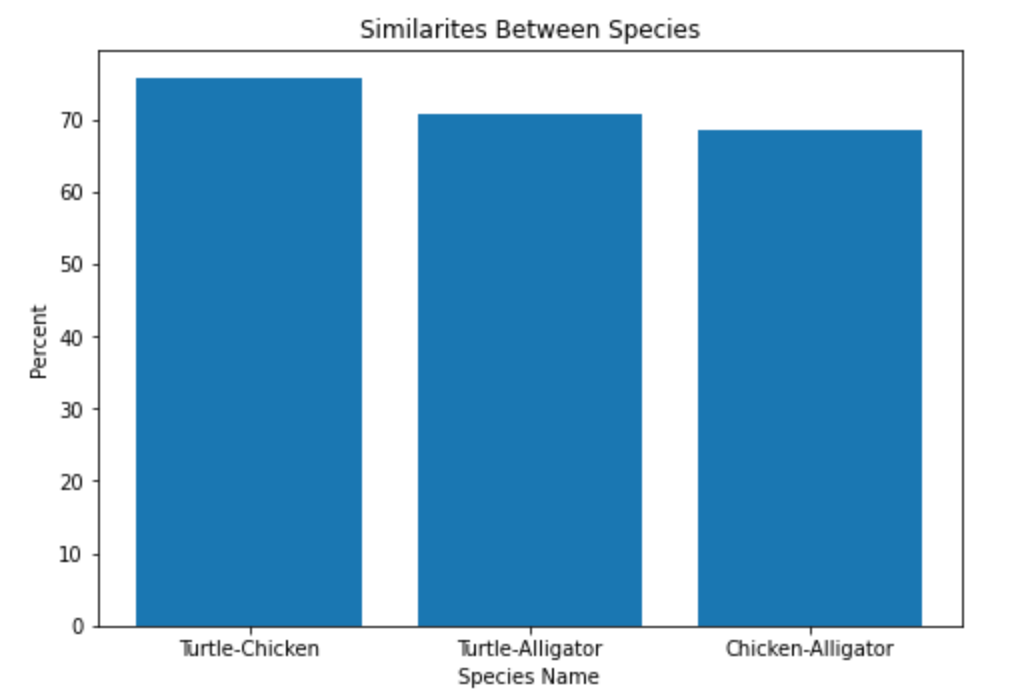 Similarites Between Species
Percent
70
60
50
40
30
20
10
0
Turtle-Chicken Turtle-Alligator Chicken-Alligator
Species Name